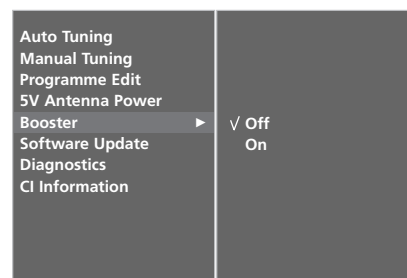 Auto Tuning
Manual Tuning
Programme Edit
5V Antenna Power
Booster ►
√ Off
On
Software Update
Diagnostics
CI Information